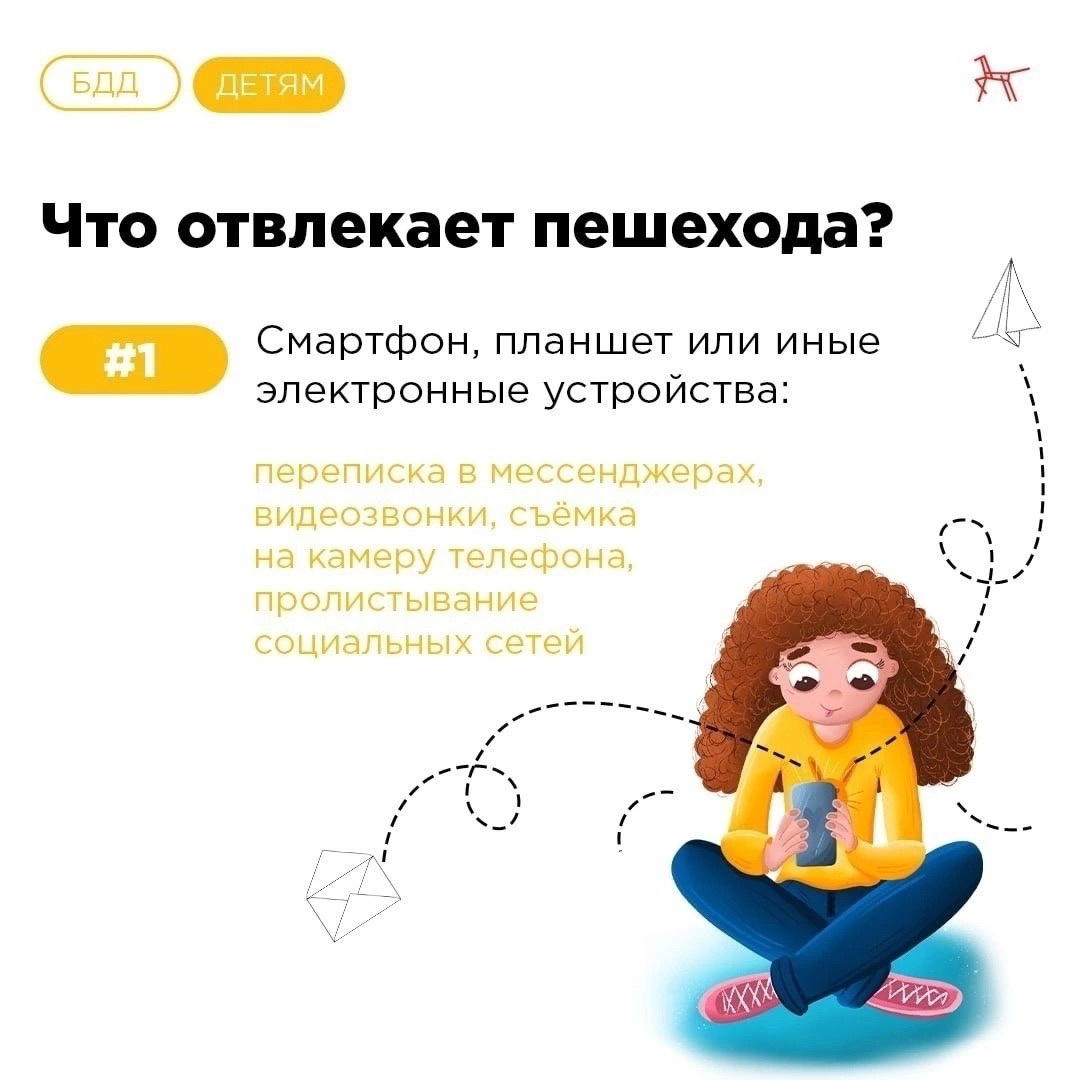 БДД
ДЕТЯМ
Что отвлекает пешехода?
#1
Смартфон, планшет или иные
электронные устройства:
переписка в мессенджерах,
видеозвонки, съёмка
на камеру телефона,
пролистывание
социальных сетей